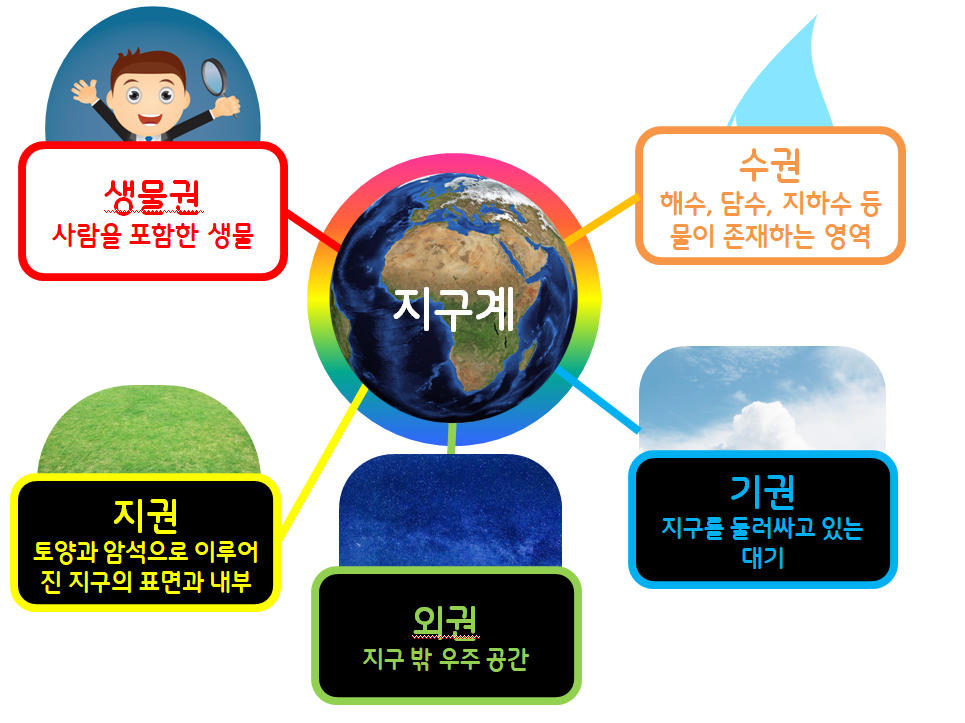 생물권
사람을 포함한 생물
수권
해수, 담수, 지하수 등
물이 존재하는 영역
지구계
지권
토양과 암석으로 이루어
진 지구의 표면과 내부
외권
지구 밖 우주 공간
기권
지구를 둘러싸고 있는
대기